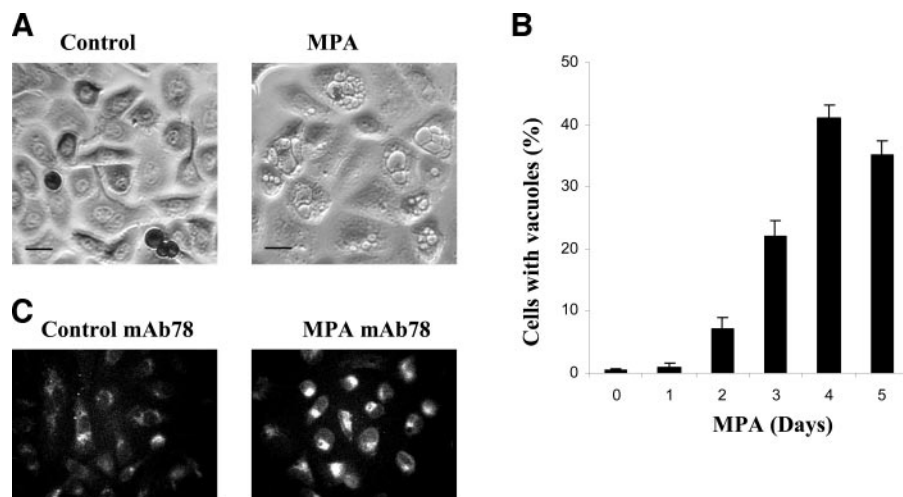 A
Control
MPA
C
Control mAb78
MPA mAb78
B
Cells with vacuoles (%)
50
40
30
20
10
0
0 1 2 3 4 5
MPA (Days)